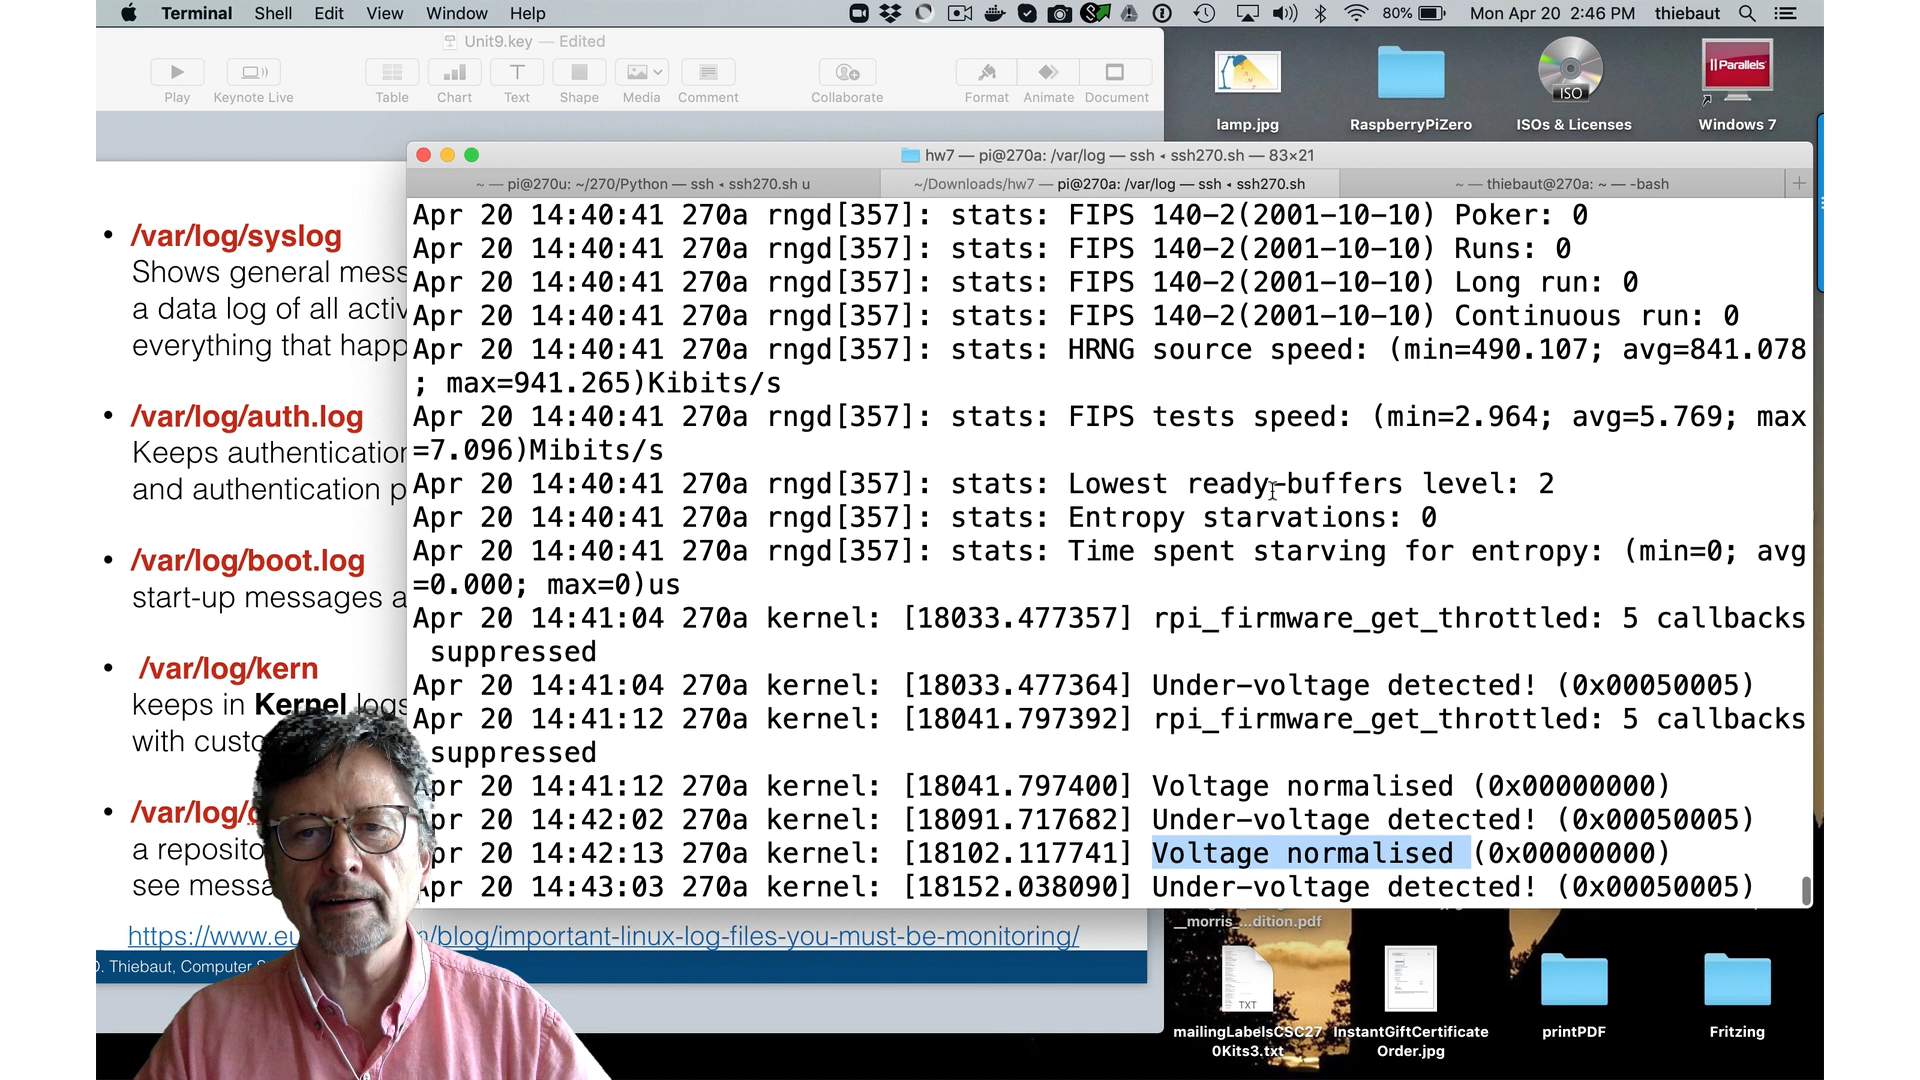 Terminal Shell Edit View Window Help
80% Mon Apr 20 2:46 PM thiebaut
Unit9.key — Edited
Play Keynote Live Table Chart Text Shape Media Comment Collaborate Format Animate Document
lamp.jpg RaspberryPiZero ISO ISOs & Licenses || Parallels Windows 7
hw7 — pi@270a: /var/log — ssh ◂ ssh270.sh — 83×21
~ — pi@270u: ~/270/Python — ssh ◂ ssh270.sh u
~/Downloads/hw7 — pi@270a: /var/log — ssh ◂ ssh270.sh
~ — thiebaut@270a: ~ — -bash
Apr 20 14:40:41 270a rngd[357]: stats: FIPS 140-2(2001-10-10) Poker: 0
Apr 20 14:40:41 270a rngd[357]: stats: FIPS 140-2(2001-10-10) Runs: 0
Apr 20 14:40:41 270a rngd[357]: stats: FIPS 140-2(2001-10-10) Long run: 0
Apr 20 14:40:41 270a rngd[357]: stats: FIPS 140-2(2001-10-10) Continuous run: 0
Apr 20 14:40:41 270a rngd[357]: stats: HRNG source speed: (min=490.107; avg=841.078
; max=941.265)Kibits/s
Apr 20 14:40:41 270a rngd[357]: stats: FIPS tests speed: (min=2.964; avg=5.769; max
=7.096)Mibits/s
Apr 20 14:40:41 270a rngd[357]: stats: Lowest ready-buffers level: 2
Apr 20 14:40:41 270a rngd[357]: stats: Entropy starvations: 0
Apr 20 14:40:41 270a rngd[357]: stats: Time spent starving for entropy: (min=0; avg
=0.000; max=0)us
Apr 20 14:41:04 270a kernel: [18033.477357] rpi_firmware_get_throttled: 5 callbacks
suppressed
Apr 20 14:41:04 270a kernel: [18033.477364] Under-voltage detected! (0x00050005)
Apr 20 14:41:12 270a kernel: [18041.797392] rpi_firmware_get_throttled: 5 callbacks
suppressed
Apr 20 14:41:12 270a kernel: [18041.797400] Voltage normalised (0x00000000)
Apr 20 14:42:02 270a kernel: [18091.717682] Under-voltage detected! (0x00050005)
Apr 20 14:42:13 270a kernel: [18102.117741] Voltage normalised (0x00000000)
Apr 20 14:43:03 270a kernel: [18152.038090] Under-voltage detected! (0x00050005)
• /var/log/syslog
Shows general mess
a data log of all activ
everything that happ
• /var/log/auth.log
Keeps authentication
and authentication p
• /var/log/boot.log
start-up messages a
• /var/log/kern
keeps in Kernel logs
with custo
• /var/log/
a reposito
see messa
https://www.eu m/blog/important-linux-log-files-you-must-be-monitoring/
D. Thiebaut, Computer S
__morris_...dition.pdf
TXT
mailingLabelsCSC27
0Kits3.txt
InstantGiftCertificate
Order.jpg
printPDF
Fritzing